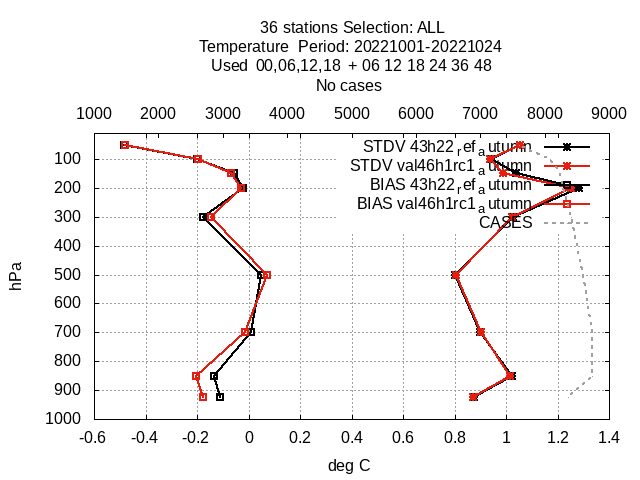 36 stations Selection: ALL
Temperature Period: 20221001-20221024
Used 00,06,12,18 + 06 12 18 24 36 48
No cases
1000 2000 3000 4000 5000 6000 7000 8000 9000
STDV 43h22_ref_autumn
STDV val46h1rc1_autumn
BIAS 43h22_ref_autumn
BIAS val46h1rc1_autumn
CASES
100
200
300
400
500
600
700
800
900
1000
hPa
-0.6 -0.4 -0.2 0 0.2 0.4 0.6 0.8 1 1.2 1.4
deg C